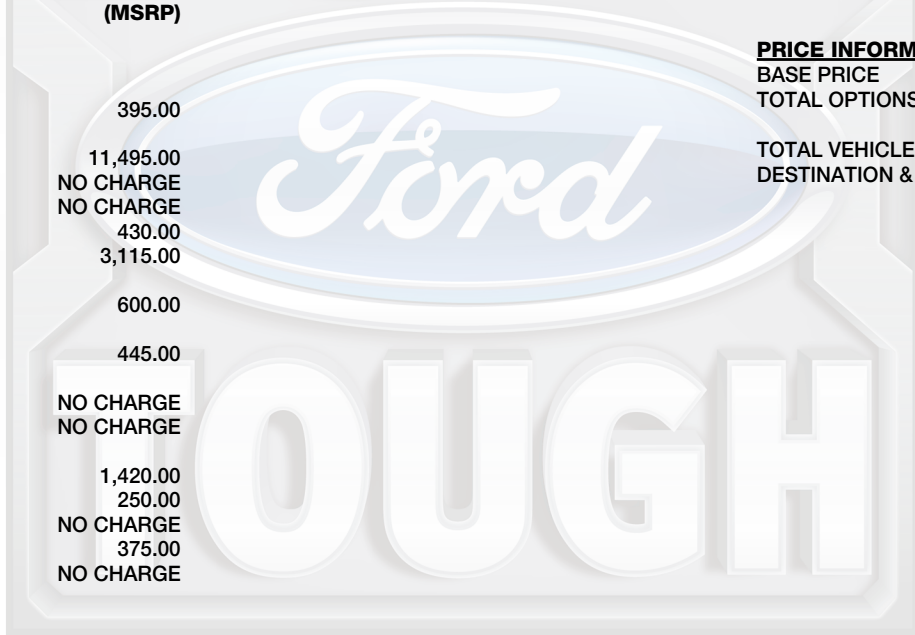 (MSRP)
395.00
11,495.00
NO CHARGE
NO CHARGE
430.00
3,115.00
600.00
445.00
NO CHARGE
NO CHARGE
1,420.00
250.00
NO CHARGE
375.00
NO CHARGE
PRICE INFORM
BASE PRICE
TOTAL OPTIONS
TOTAL VEHICLE
DESTINATION &
Ford
TOUGH